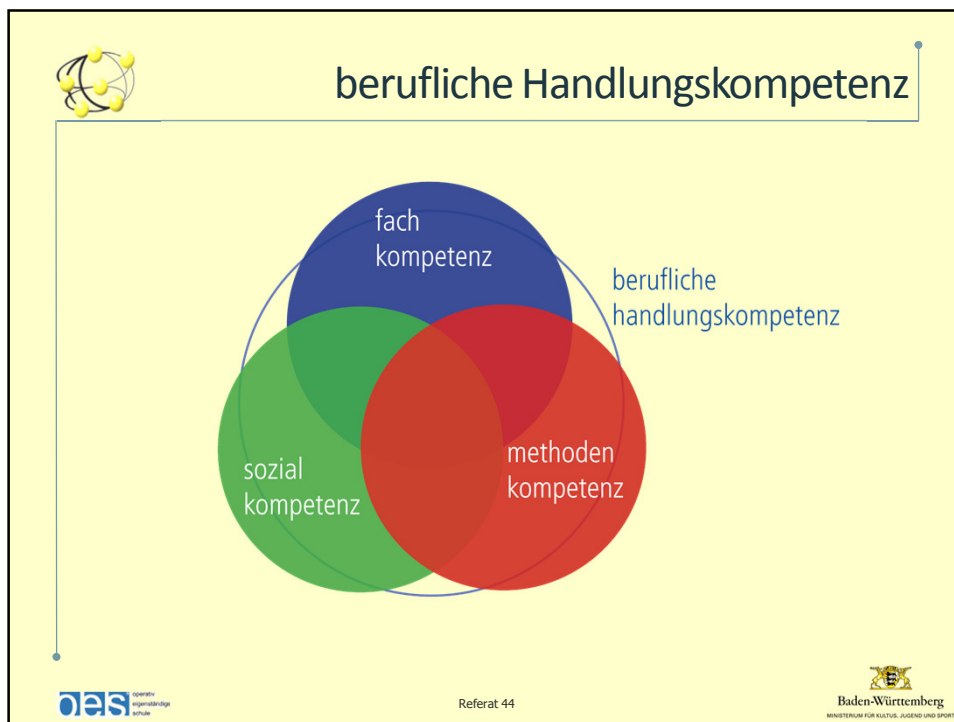 berufliche Handlungskompetenz
fach
kompetenz
berufliche
handlungskompetenz
sozial
kompetenz
methoden
kompetenz
oes
operativ
eigenständige
schule
Referat 44
Baden-Württemberg
MINISTERIUM FÜR KULTUS, JUGEND UND SPORT